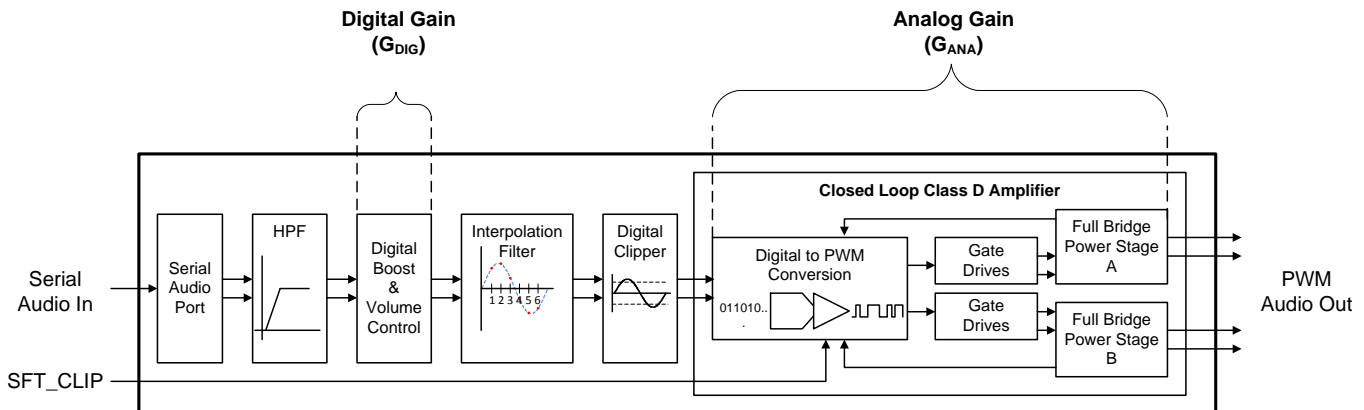 Digital Gain
(GDIG)
Analog Gain
(GANA)
Closed Loop Class D Amplifier
Serial
Audio In
Serial
Audio
Port
HPF
Digital
Boost
&
Volume
Control
Interpolation
Filter
1 2 3 4 5 6
Digital
Clipper
Digital to PWM
Conversion
011010..
.
Gate
Drives
Gate
Drives
Full Bridge
Power Stage
A
Full Bridge
Power Stage
B
PWM
Audio Out
SFT_CLIP